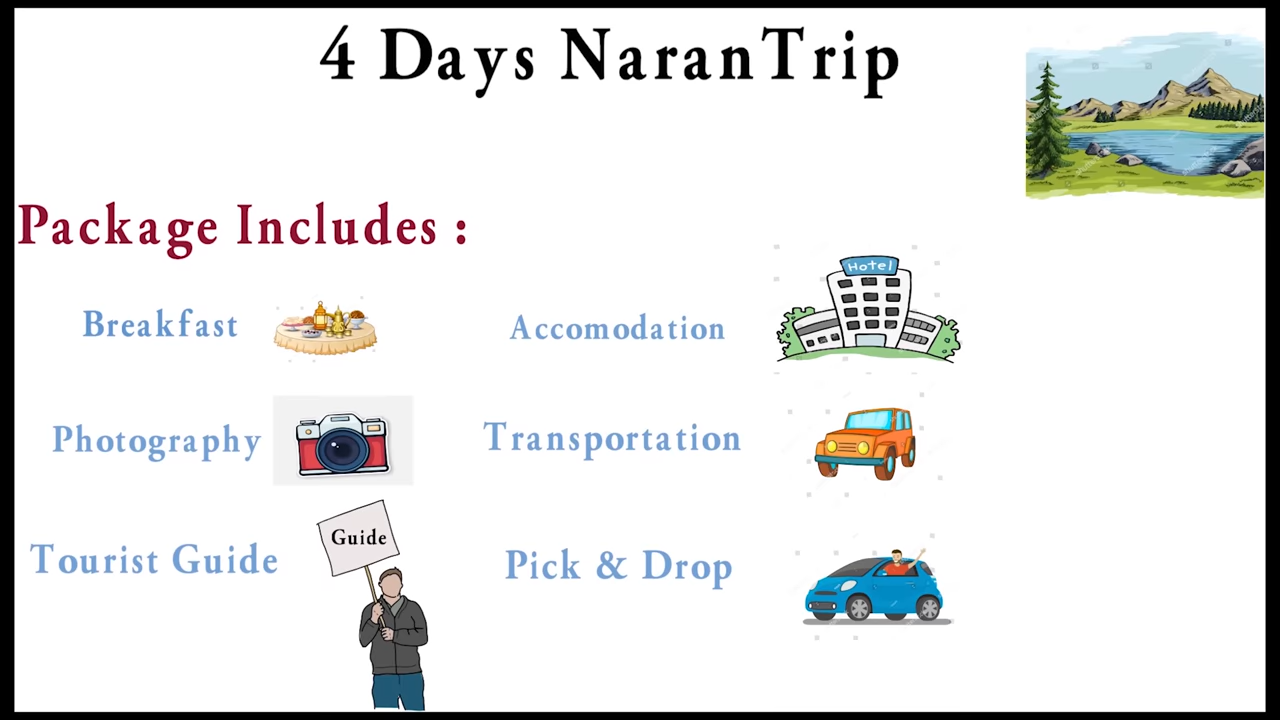 4 Days NaranTrip
Package Includes :
Breakfast
Accomodation
Hotel
Photography
Transportation
Tourist Guide
Guide
Pick & Drop